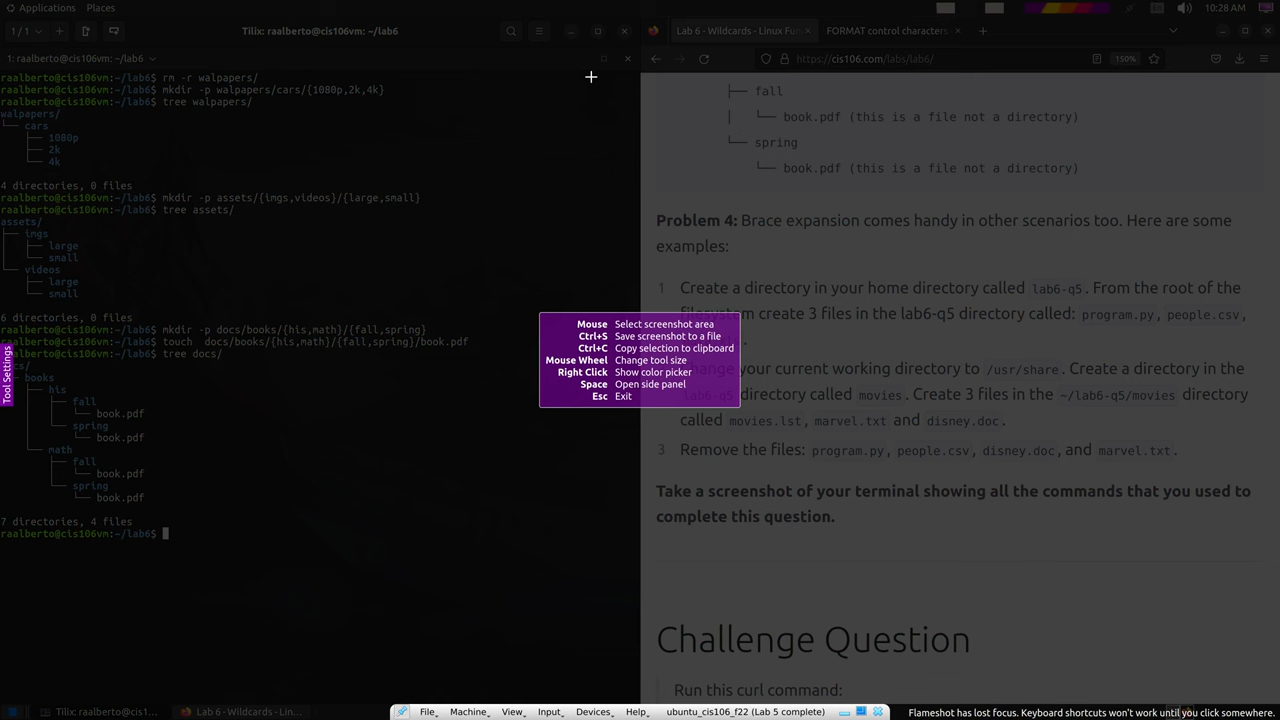 Applications Places
10:28 AM
1 / 1 Tilix: raalberto@cis106vm: ~/lab6
1: raalberto@cis106vm: ~/lab6
raalberto@cis106vm:~/lab6$ rm -r walpapers/
raalberto@cis106vm:~/lab6$ mkdir -p walpapers/cars/{1080p,2k,4k}
raalberto@cis106vm:~/lab6$ tree walpapers/
walpapers/
└── cars
├── 1080p
├── 2k
└── 4k
4 directories, 0 files
raalberto@cis106vm:~/lab6$ mkdir -p assets/{imgs,videos}/{large,small}
raalberto@cis106vm:~/lab6$ tree assets/
assets/
├── imgs
│   ├── large
│   └── small
└── videos
├── large
└── small
6 directories, 0 files
raalberto@cis106vm:~/lab6$ mkdir -p docs/books/{his,math}/{fall,spring}
raalberto@cis106vm:~/lab6$ touch  docs/books/{his,math}/{fall,spring}/book.pdf
raalberto@cis106vm:~/lab6$ tree docs/
cs/
└── books
├── his
│   ├── fall
│   │   └── book.pdf
│   └── spring
│       └── book.pdf
└── math
├── fall
│   └── book.pdf
└── spring
└── book.pdf
7 directories, 4 files
raalberto@cis106vm:~/lab6$
Tool Settings
Mouse Select screenshot area
Ctrl+S Save screenshot to a file
Ctrl+C Copy selection to clipboard
Mouse Wheel Change tool size
Right Click Show color picker
Space Open side panel
Esc Exit
Lab 6 - Wildcards - Linux Fun FORMAT control characters
https://cis106.com/labs/lab6/ 150%
├── fall
│   └── book.pdf (this is a file not a directory)
└── spring
└── book.pdf (this is a file not a directory)
Problem 4: Brace expansion comes handy in other scenarios too. Here are some
examples:
1 Create a directory in your home directory called lab6-q5. From the root of the
filesystem create 3 files in the lab6-q5 directory called: program.py, people.csv,
.
your current working directory to /usr/share. Create a directory in the
lab6-q5 directory called movies. Create 3 files in the ~/lab6-q5/movies directory
called movies.lst, marvel.txt and disney.doc.
3 Remove the files: program.py, people.csv, disney.doc, and marvel.txt.
Take a screenshot of your terminal showing all the commands that you used to
complete this question.
Challenge Question
Run this curl command:
Tilix: raalberto@cis1... Lab 6 - Wildcards - Lin...
File Machine View Input Devices Help ubuntu_cis106_f22 (Lab 5 complete)
Flameshot has lost focus. Keyboard shortcuts won't work until you click somewhere.